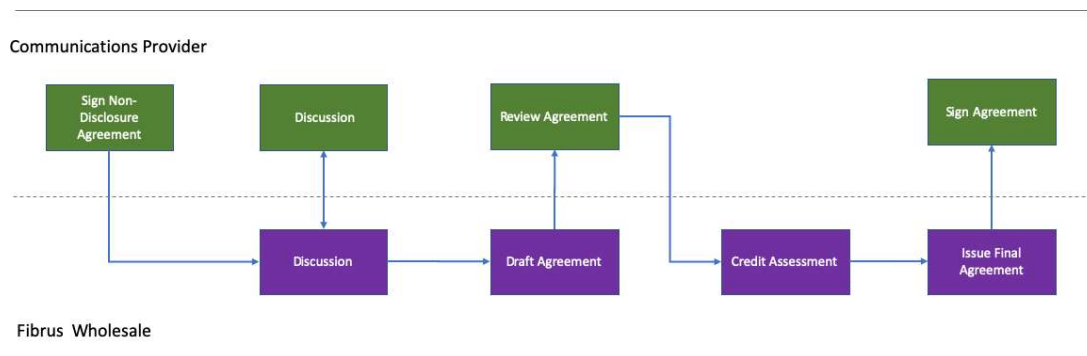 Communications Provider
Sign Non-
Disclosure
Agreement
Discussion
Review Agreement
Sign Agreement
Discussion
Draft Agreement
Credit Assessment
Issue Final
Agreement
Fibrus Wholesale